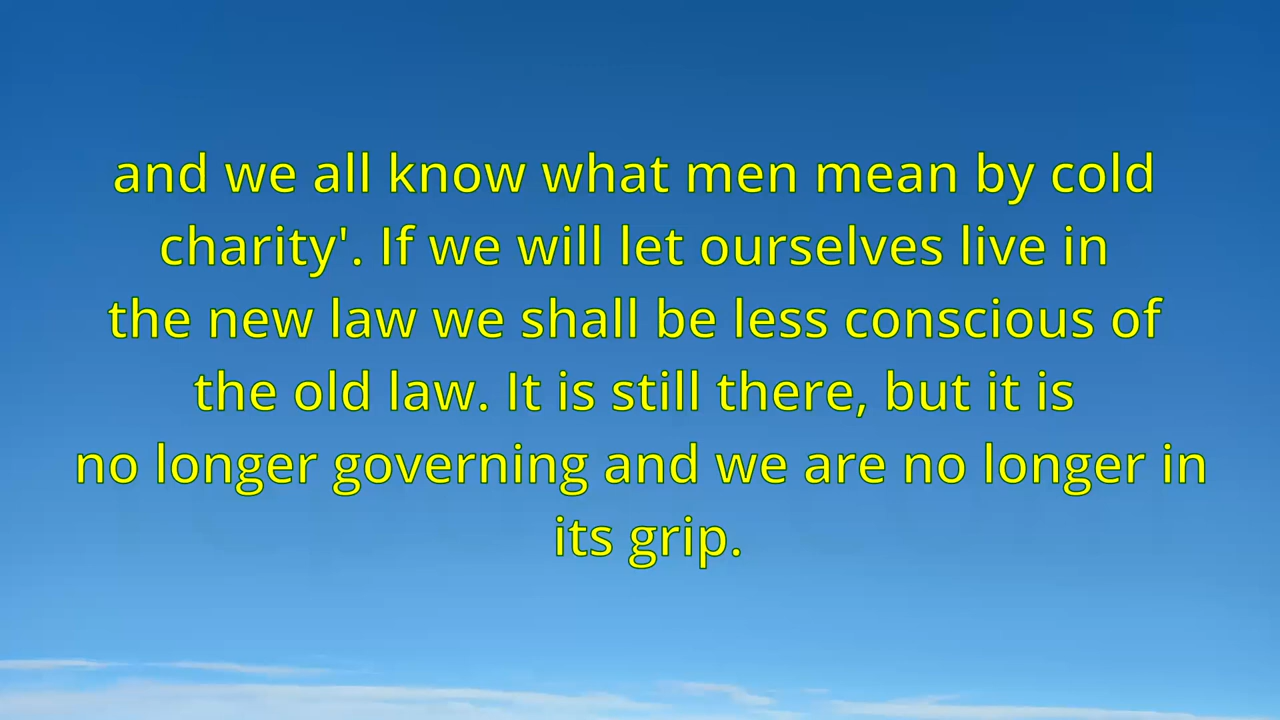 and we all know what men mean by cold
charity'. If we will let ourselves live in
the new law we shall be less conscious of
the old law. It is still there, but it is
no longer governing and we are no longer in
its grip.